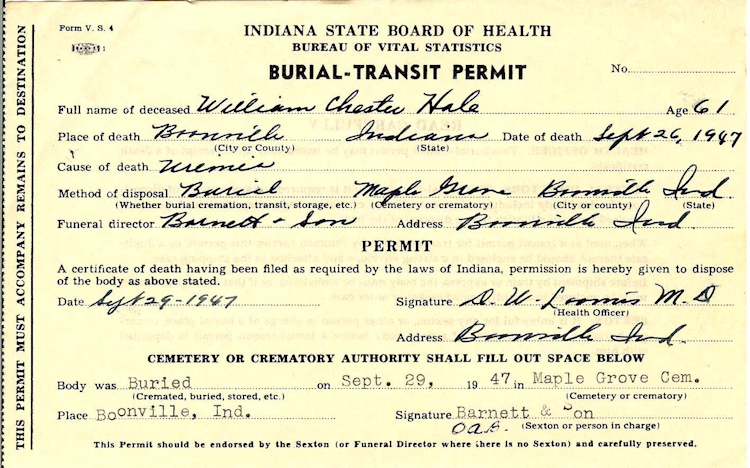 THIS PERMIT MUST ACCOMPANY REMAINS TO DESTINATION
Form V. S. 4
INDIANA STATE BOARD OF HEALTH
BUREAU OF VITAL STATISTICS
BURIAL-TRANSIT PERMIT
No.
Full name of deceased William Chester Hale Age 61
Place of death Boonville Indiana Date of death Sept 26, 1947
(City or County) (State)
Cause of death Uremia
Method of disposal Burial Maple Grove Boonville Ind
(Whether burial cremation, transit, storage, etc.) (Cemetery or crematory) (City or county) (State)
Funeral director Barnett & Son Address Boonville Ind.
PERMIT
A certificate of death having been filed as required by the laws of Indiana, permission is hereby given to dispose
of the body as above stated.
Date Sept 29-1947 Signature D. W. Loomis M. D
(Health Officer)
Address Boonville Ind.
CEMETERY OR CREMATORY AUTHORITY SHALL FILL OUT SPACE BELOW
Body was Buried on Sept. 29, 1947 in Maple Grove Cem.
(Cremated, buried, stored, etc.) (Cemetery or crematory)
Place Boonville, Ind. Signature Barnett & Son
O.A.B. (Sexton or person in charge)
This Permit should be endorsed by the Sexton (or Funeral Director where there is no Sexton) and carefully preserved.